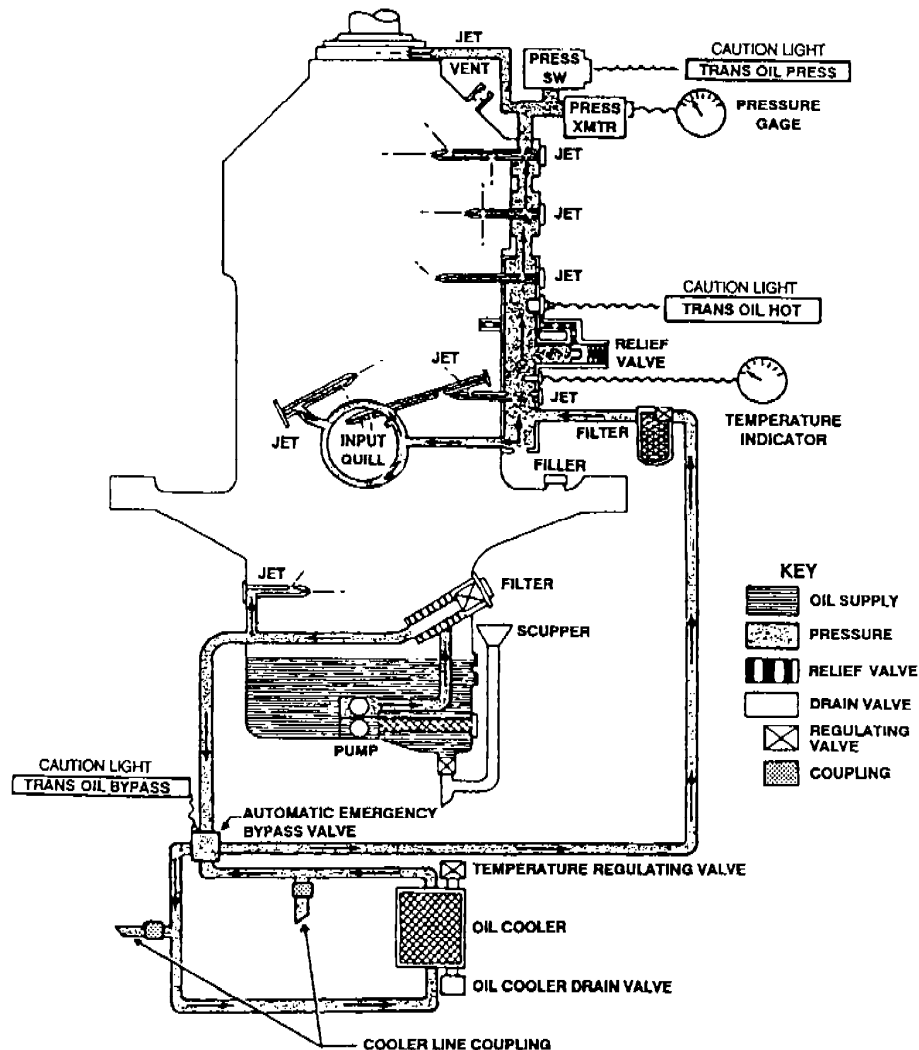 JET
VENT
PRESS
SW
CAUTION LIGHT
TRANS OIL PRESS
PRESS
XMTR
PRESSURE
GAGE
JET
JET
JET
CAUTION LIGHT
TRANS OIL HOT
RELIEF
VALVE
JET
JET
TEMPERATURE
INDICATOR
JET
INPUT
QUILL
FILTER
FILLER
JET
FILTER
SCUPPER
PUMP
KEY
OIL SUPPLY
PRESSURE
RELIEF VALVE
DRAIN VALVE
REGULATING
VALVE
COUPLING
CAUTION LIGHT
TRANS OIL BYPASS
AUTOMATIC EMERGENCY
BYPASS VALVE
TEMPERATURE REGULATING VALVE
OIL COOLER
OIL COOLER DRAIN VALVE
COOLER LINE COUPLING